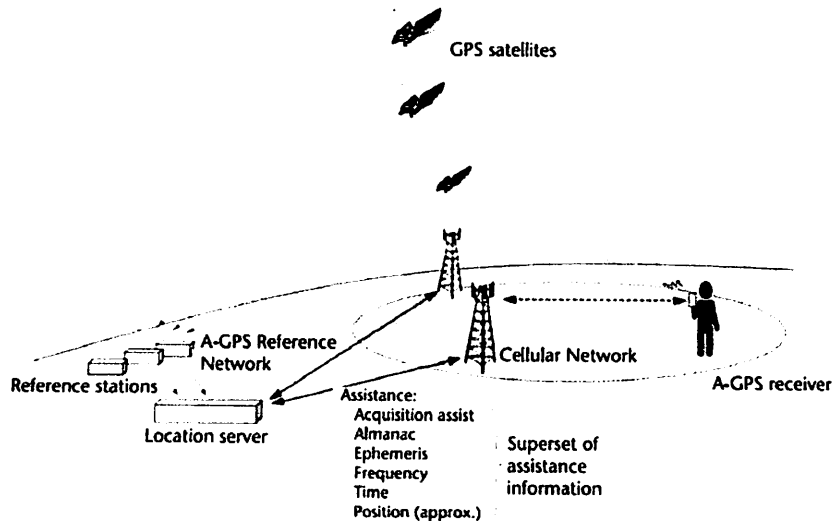 GPS satellites
A-GPS Reference
Network
Reference stations
Location server
Cellular Network
A-GPS receiver
Assistance:
Acquisition assist
Almanac
Ephemeris
Frequency
Time
Position (approx.)
Superset of
assistance
information